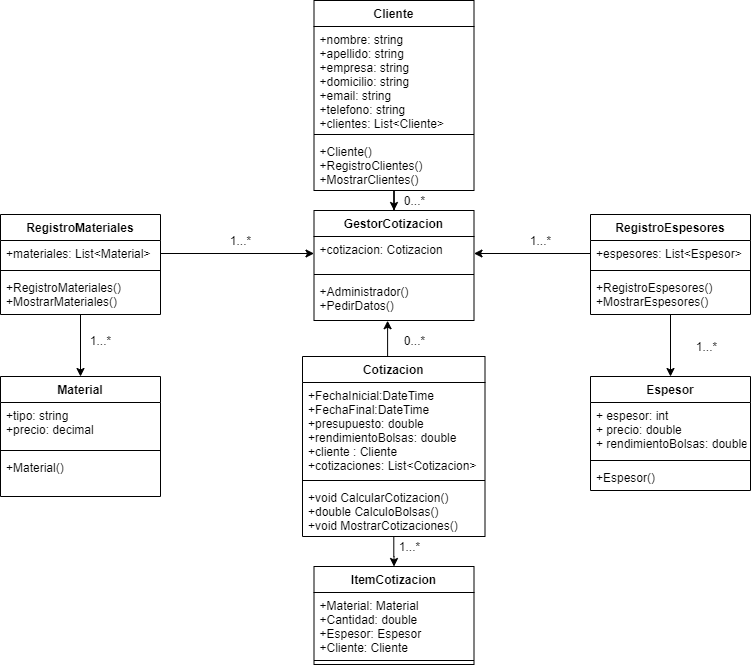 Cliente
+nombre: string
+apellido: string
+empresa: string
+domicilio: string
+email: string
+telefono: string
+clientes: List<Cliente>
+Cliente()
+RegistroClientes()
+MostrarClientes()
0...*
RegistroMateriales
+materiales: List<Material>
+RegistroMateriales()
+MostrarMateriales()
1...*
GestorCotizacion
+cotizacion: Cotizacion
+Administrador()
+PedirDatos()
1...*
RegistroEspesores
+espesores: List<Espesor>
+RegistroEspesores()
+MostrarEspesores()
1...*
0...*
1...*
Material
+tipo: string
+precio: decimal
+Material()
Cotizacion
+FechaInicial:DateTime
+FechaFinal:DateTime
+presupuesto: double
+rendimientoBolsas: double
+cliente : Cliente
+cotizaciones: List<Cotizacion>
+void CalcularCotizacion()
+double CalculoBolsas()
+void MostrarCotizaciones()
Espesor
+ espesor: int
+ precio: double
+ rendimientoBolsas: double
+Espesor()
1...*
ItemCotizacion
+Material: Material
+Cantidad: double
+Espesor: Espesor
+Cliente: Cliente